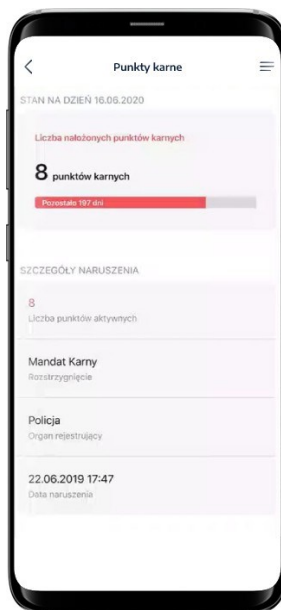 Punkty karne
STAN NA DZIEŃ 16.06.2020
Liczba nałożonych punktów karnych
8 punktów karnych
Pozostało 197 dni
SZCZEGÓŁY NARUSZENIA
8
Liczba punktów aktywnych
Mandat Karny
Rozstrzygnięcie
Policja
Organ rejestrujący
22.06.2019 17:47
Data naruszenia